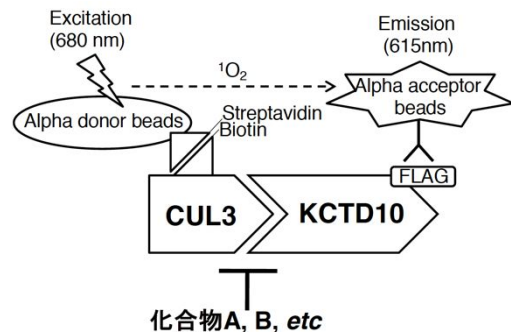 Excitation
(680 nm)
Emission
(615nm)
¹O₂
Alpha donor beads
Alpha acceptor
beads
Streptavidin
Biotin
FLAG
CUL3
KCTD10
化合物A, B, etc